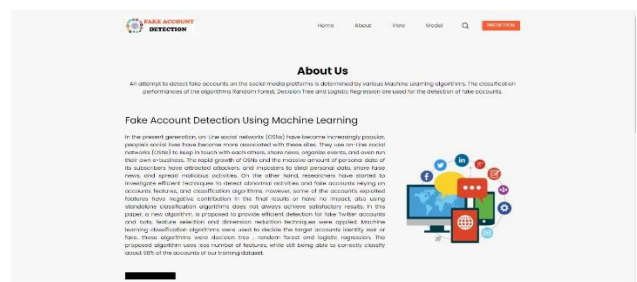 FAKE ACCOUNT
DETECTION
Home About View Model PREDICTION
About Us
An attempt to detect fake accounts on the social media platforms is determined by various Machine Learning algorithms. The classification
performances of the algorithms Random Forest, Decision Tree and Logistic Regression are used for the detection of fake accounts.
Fake Account Detection Using Machine Learning
In the present generation, on-Line social networks (OSNs) have become increasingly popular,
people's social lives have become more associated with these sites. They use on-line social
networks (OSNs) to keep in touch with each others, share news, organize events, and even run
their own e-business. The rapid growth of OSNs and the massive amount of personal data of
its subscribers have attracted attackers, and imposters to steal personal data, share false
news, and spread malicious activities. On the other hand, researchers have started to
investigate efficient techniques to detect abnormal activities and fake accounts relying on
accounts features, and classification algorithms. However, some of the account's exploited
features have negative contribution in the final results or have no impact, also using
standalone classification algorithms does not always achieve satisfactory results. In this
paper, a new algorithm, is proposed to provide efficient detection for fake Twitter accounts
and bots, feature selection and dimension reduction techniques were applied. Machine
learning classification algorithms were used to decide the target accounts identity real or
fake, these algorithms were decision tree , random forest and logistic regression. The
proposed algorithm uses less number of features, while still being able to correctly classify
about 98% of the accounts of our training dataset.
in
g+